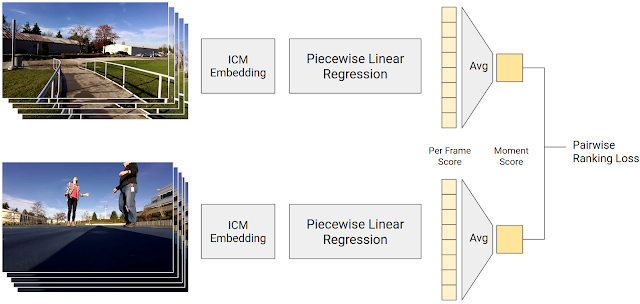 ICM
Embedding
Piecewise Linear
Regression
Avg
Per Frame
Score
Moment
Score
Pairwise
Ranking Loss
ICM
Embedding
Piecewise Linear
Regression
Avg